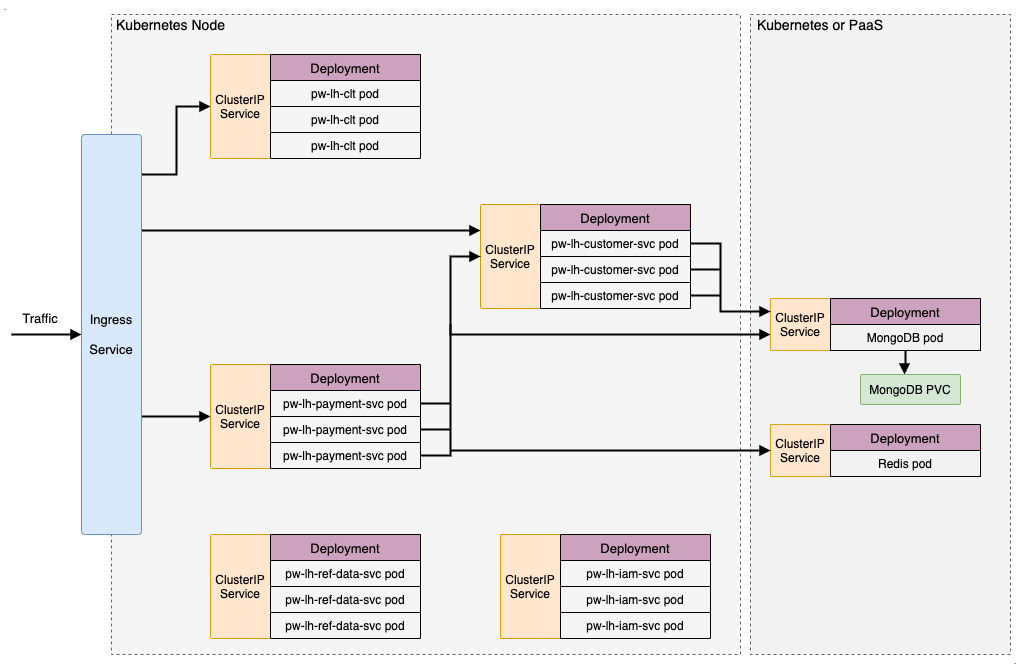 Kubernetes Node
Kubernetes or PaaS
ClusterIP
Service
Deployment
pw-lh-clt pod
pw-lh-clt pod
pw-lh-clt pod
Traffic
Ingress
Service
ClusterIP
Service
Deployment
pw-lh-customer-svc pod
pw-lh-customer-svc pod
pw-lh-customer-svc pod
ClusterIP
Service
Deployment
MongoDB pod
MongoDB PVC
ClusterIP
Service
Deployment
pw-lh-payment-svc pod
pw-lh-payment-svc pod
pw-lh-payment-svc pod
ClusterIP
Service
Deployment
Redis pod
ClusterIP
Service
Deployment
pw-lh-ref-data-svc pod
pw-lh-ref-data-svc pod
pw-lh-ref-data-svc pod
ClusterIP
Service
Deployment
pw-lh-iam-svc pod
pw-lh-iam-svc pod
pw-lh-iam-svc pod